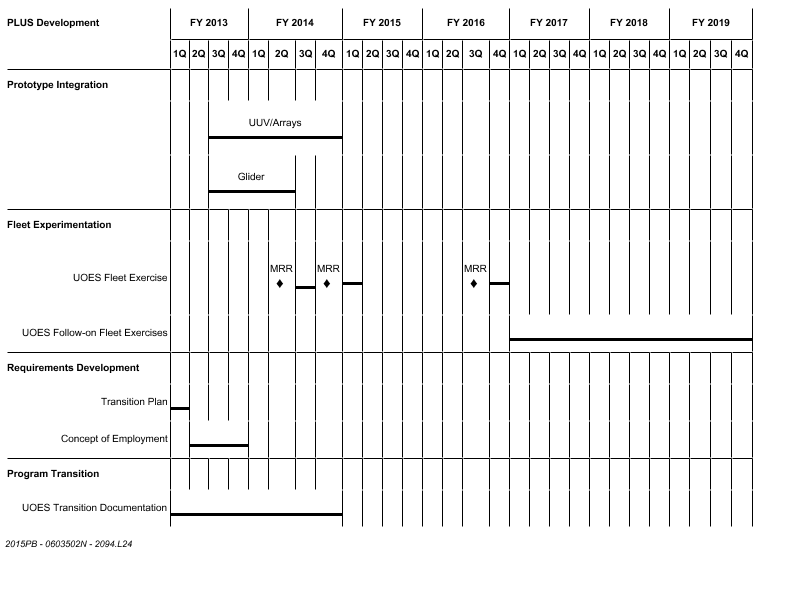 PLUS Development FY 2013 FY 2014 FY 2015 FY 2016 FY 2017 FY 2018 FY 2019
1Q 2Q 3Q 4Q 1Q 2Q 3Q 4Q 1Q 2Q 3Q 4Q 1Q 2Q 3Q 4Q 1Q 2Q 3Q 4Q 1Q 2Q 3Q 4Q 1Q 2Q 3Q 4Q
Prototype Integration
UUV/Arrays
Glider
Fleet Experimentation
MRR MRR MRR
UOES Fleet Exercise
UOES Follow-on Fleet Exercises
Requirements Development
Transition Plan
Concept of Employment
Program Transition
UOES Transition Documentation
2015PB - 0603502N - 2094.L24